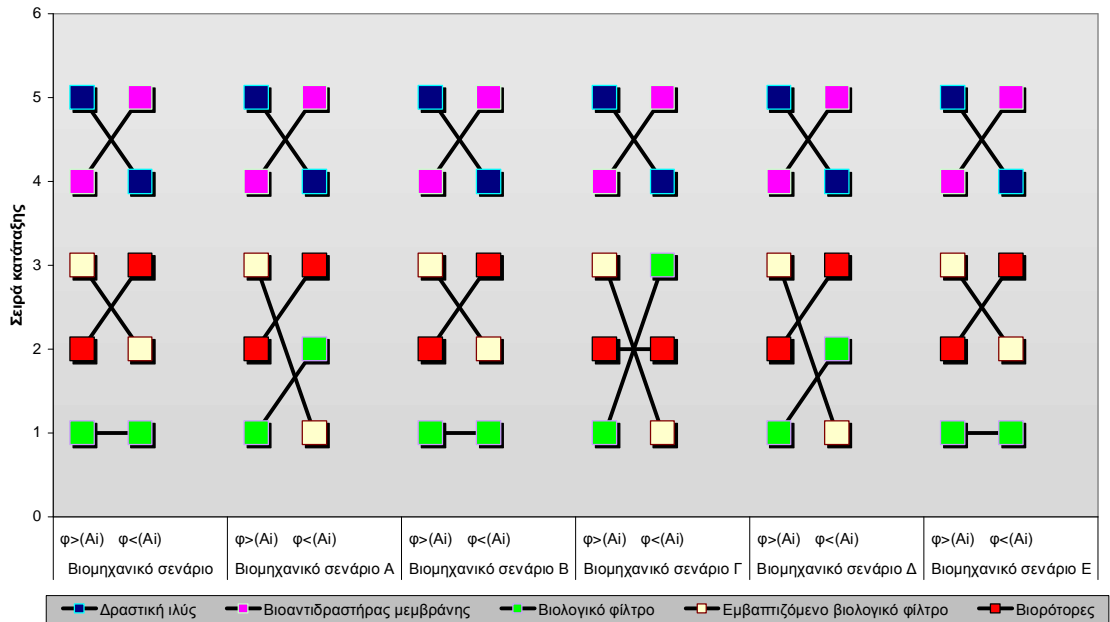 6
5
4
3
2
1
0
Σειρά κατάταξης
φ>(Ai) φ<(Ai) φ>(Ai) φ<(Ai) φ>(Ai) φ<(Ai) φ>(Ai) φ<(Ai) φ>(Ai) φ<(Ai) φ>(Ai) φ<(Ai)
Βιομηχανικό σενάριο Βιομηχανικό σενάριο Α Βιομηχανικό σενάριο Β Βιομηχανικό σενάριο Γ Βιομηχανικό σενάριο Δ Βιομηχανικό σενάριο Ε
Δραστική ιλύς Βιοαντιδραστήρας μεμβράνης Βιολογικό φίλτρο Εμβαπτιζόμενο βιολογικό φίλτρο Βιορότορες